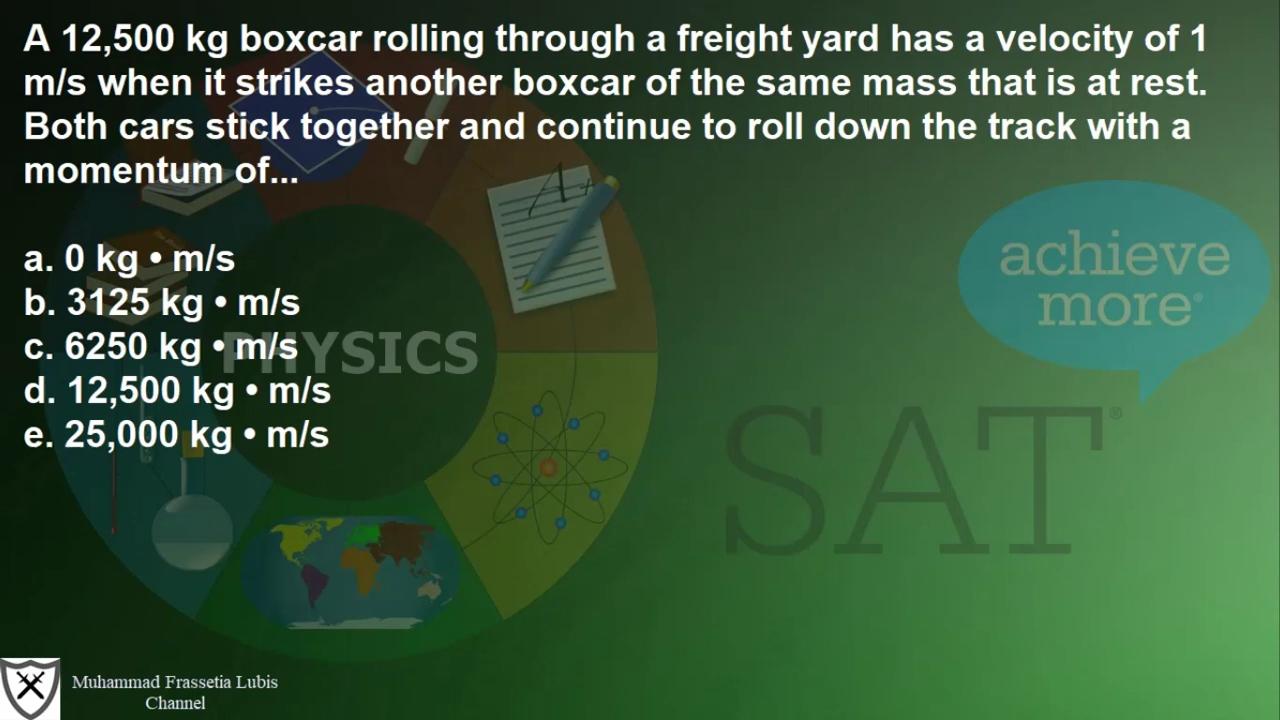 A 12,500 kg boxcar rolling through a freight yard has a velocity of 1
m/s when it strikes another boxcar of the same mass that is at rest.
Both cars stick together and continue to roll down the track with a
momentum of...
a. 0 kg • m/s
b. 3125 kg • m/s
c. 6250 kg • m/s
d. 12,500 kg • m/s
e. 25,000 kg • m/s
PHYSICS
A+
achieve
more®
SAT®
Muhammad Frassetia Lubis
Channel